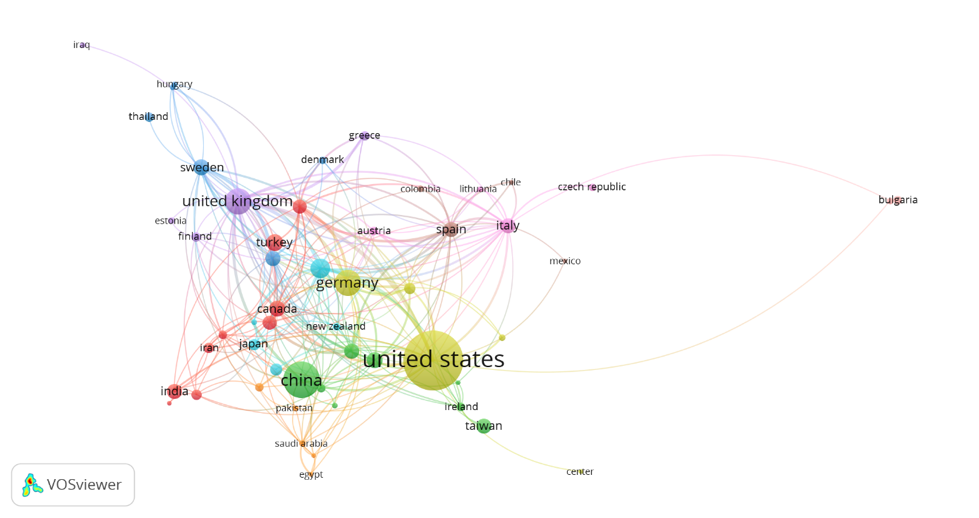 iraq
hungary
thailand
greece
denmark
sweden
colombia
lithuania
chile
czech republic
united kingdom
bulgaria
estonia
finland
austria
spain
italy
turkey
mexico
germany
canada
new zealand
iran
japan
united states
china
india
pakistan
ireland
taiwan
saudi arabia
egypt
center
VOSviewer